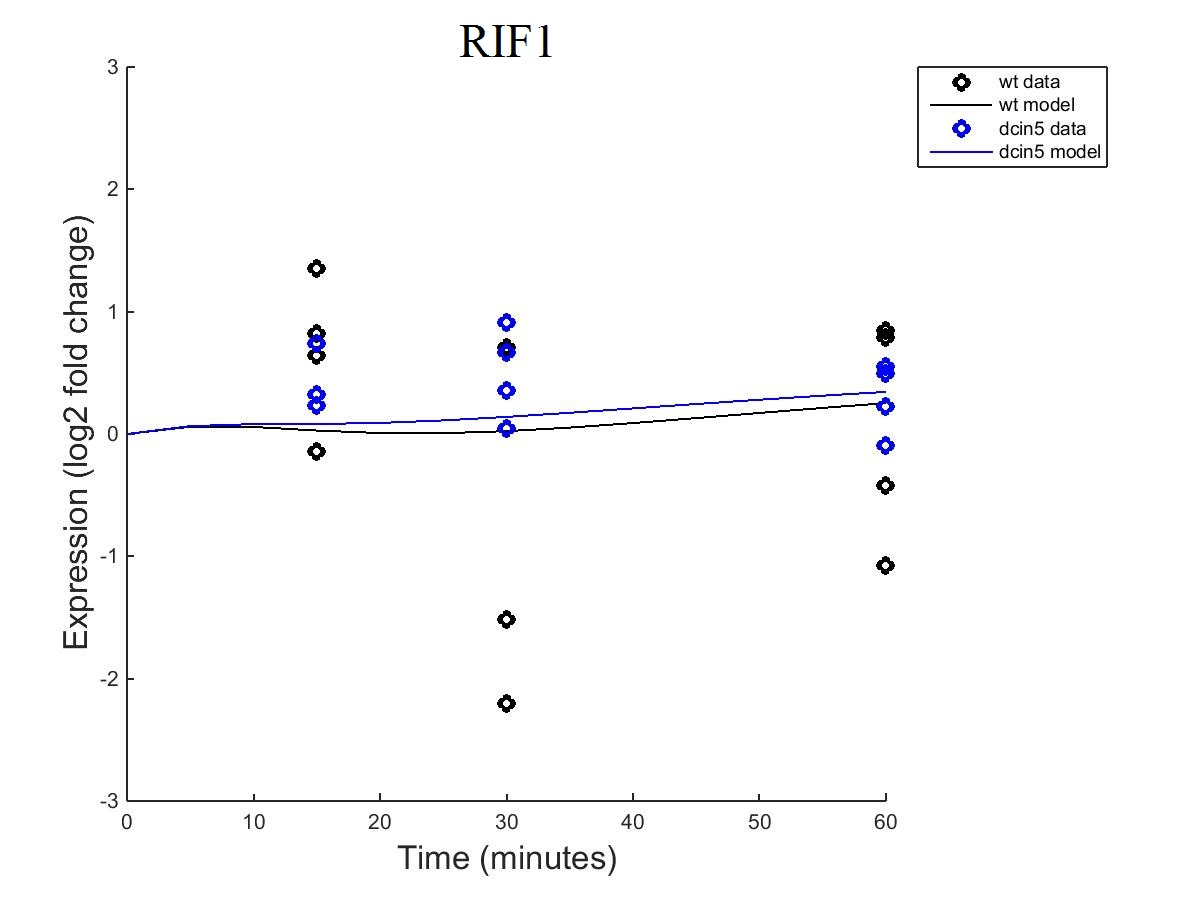 RIF1
3
2
1
0
-1
-2
-3
Expression (log2 fold change)
0 10 20 30 40 50 60
Time (minutes)
wt data
wt model
dcin5 data
dcin5 model